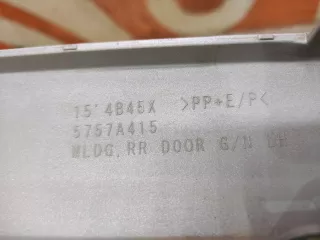 15'4B45X >PP+E/P<
5757A415
MLDG, RR DOOR G/N